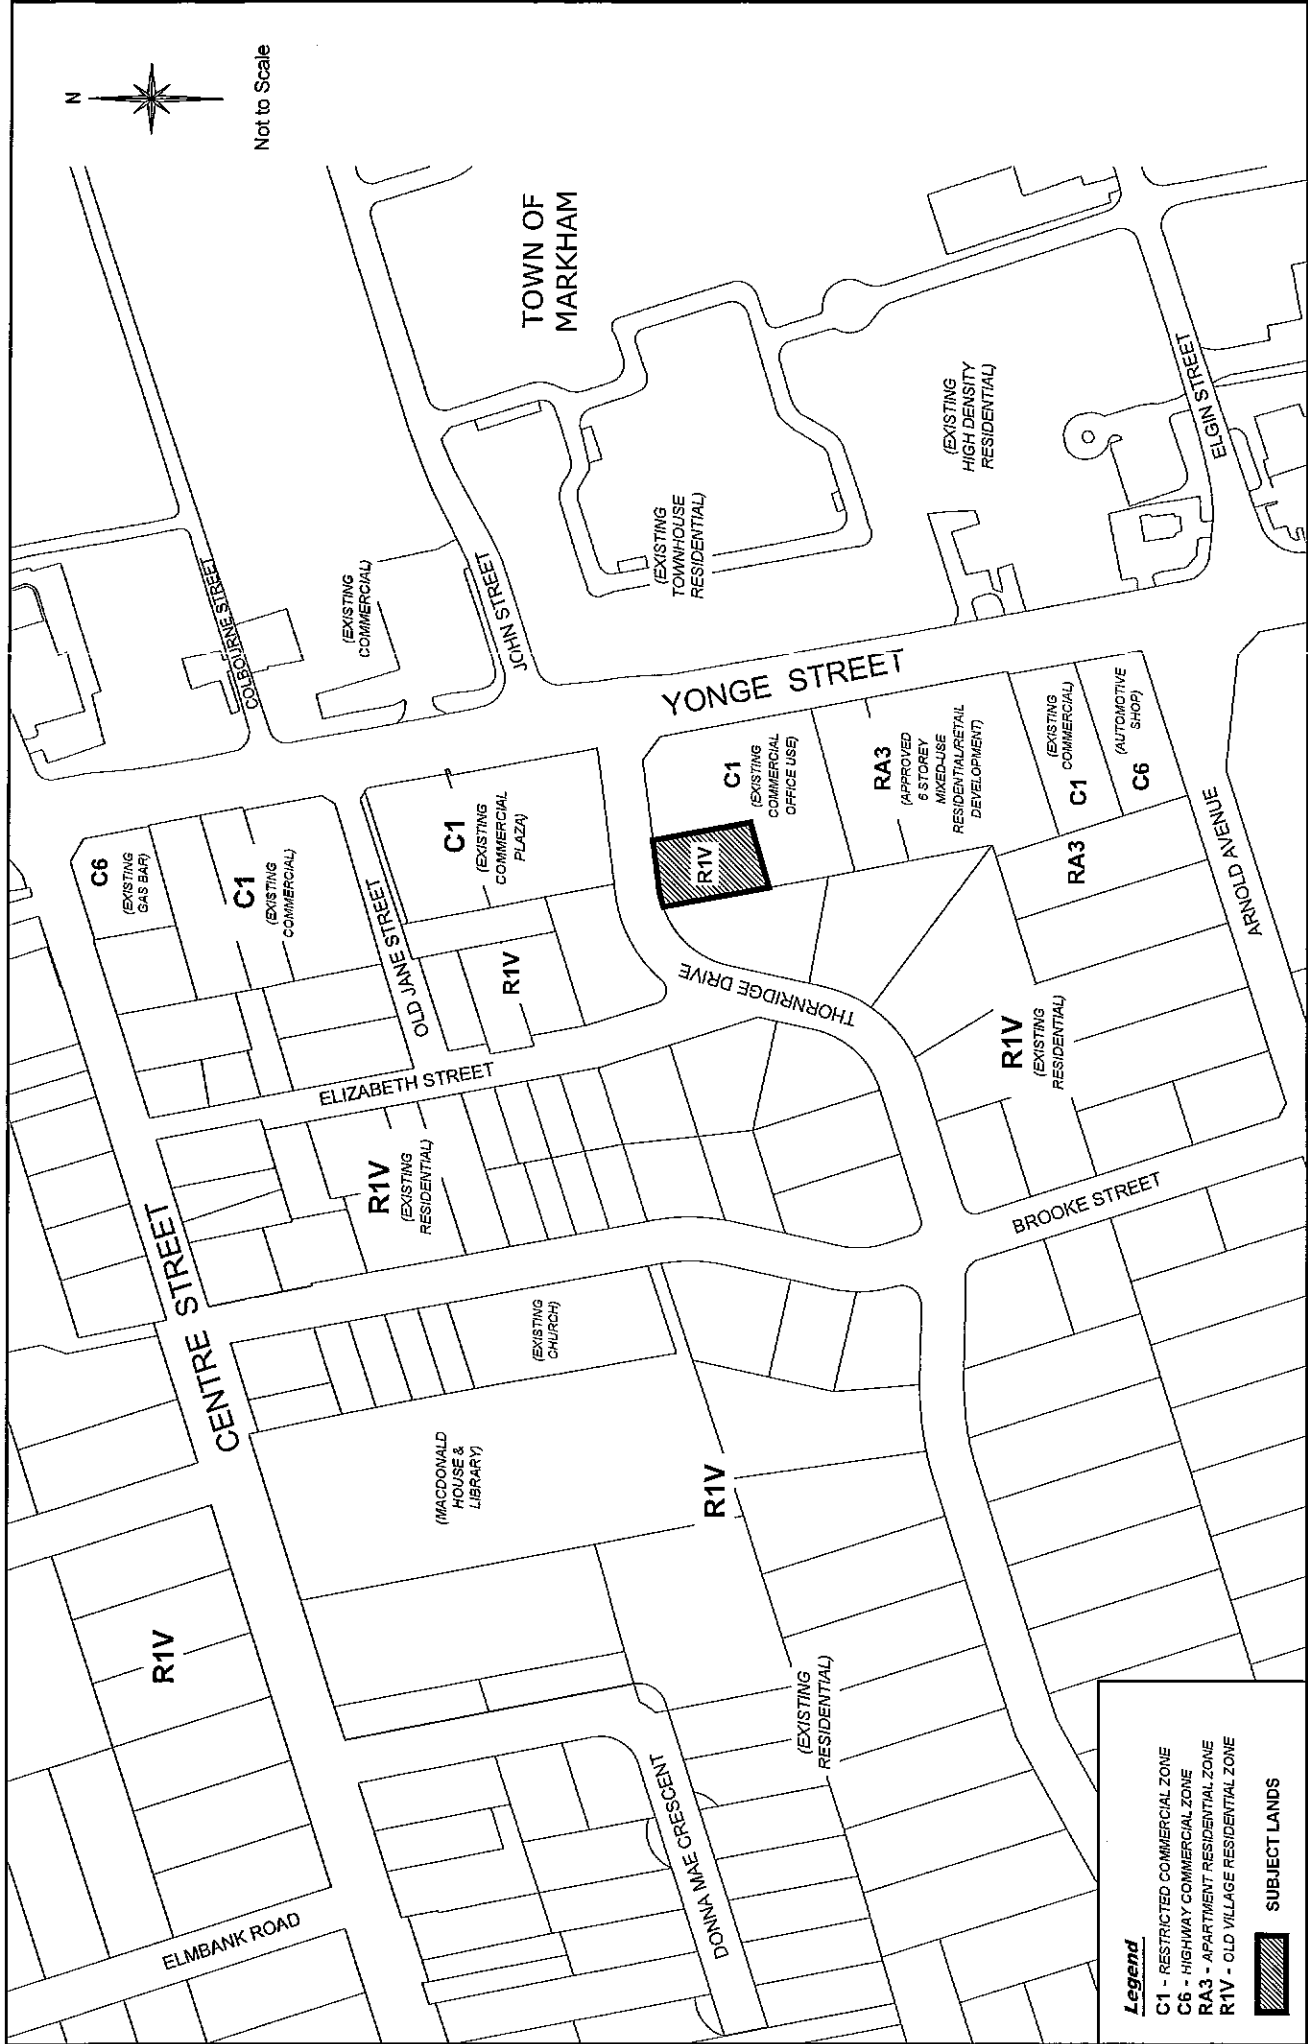 N
Not to Scale
TOWN OF
MARKHAM
COLBOURNE STREET
(EXISTING
COMMERCIAL)
JOHN STREET
(EXISTING
TOWNHOUSE
RESIDENTIAL)
(EXISTING
HIGH DENSITY
RESIDENTIAL)
ELGIN STREET
YONGE STREET
C6
(EXISTING
GAS BAR)
C1
(EXISTING
COMMERCIAL)
OLD JANE STREET
C1
(EXISTING
COMMERCIAL
PLAZA)
R1V
R1V
C1
(EXISTING
COMMERCIAL
OFFICE USE)
RA3
(APPROVED
6 STOREY
MIXED-USE
RESIDENTIAL/RETAIL
DEVELOPMENT)
(EXISTING
COMMERCIAL)
C1
(AUTOMOTIVE
SHOP)
C6
RA3
ARNOLD AVENUE
THORNRIDGE DRIVE
R1V
(EXISTING
RESIDENTIAL)
ELIZABETH STREET
R1V
(EXISTING
RESIDENTIAL)
BROOKE STREET
CENTRE STREET
(EXISTING
CHURCH)
(MACDONALD
HOUSE &
LIBRARY)
R1V
R1V
(EXISTING
RESIDENTIAL)
DONNA MAE CRESCENT
ELMBANK ROAD
Legend
C1 - RESTRICTED COMMERCIAL ZONE
C6 - HIGHWAY COMMERCIAL ZONE
RA3 - APARTMENT RESIDENTIAL ZONE
R1V - OLD VILLAGE RESIDENTIAL ZONE
SUBJECT LANDS